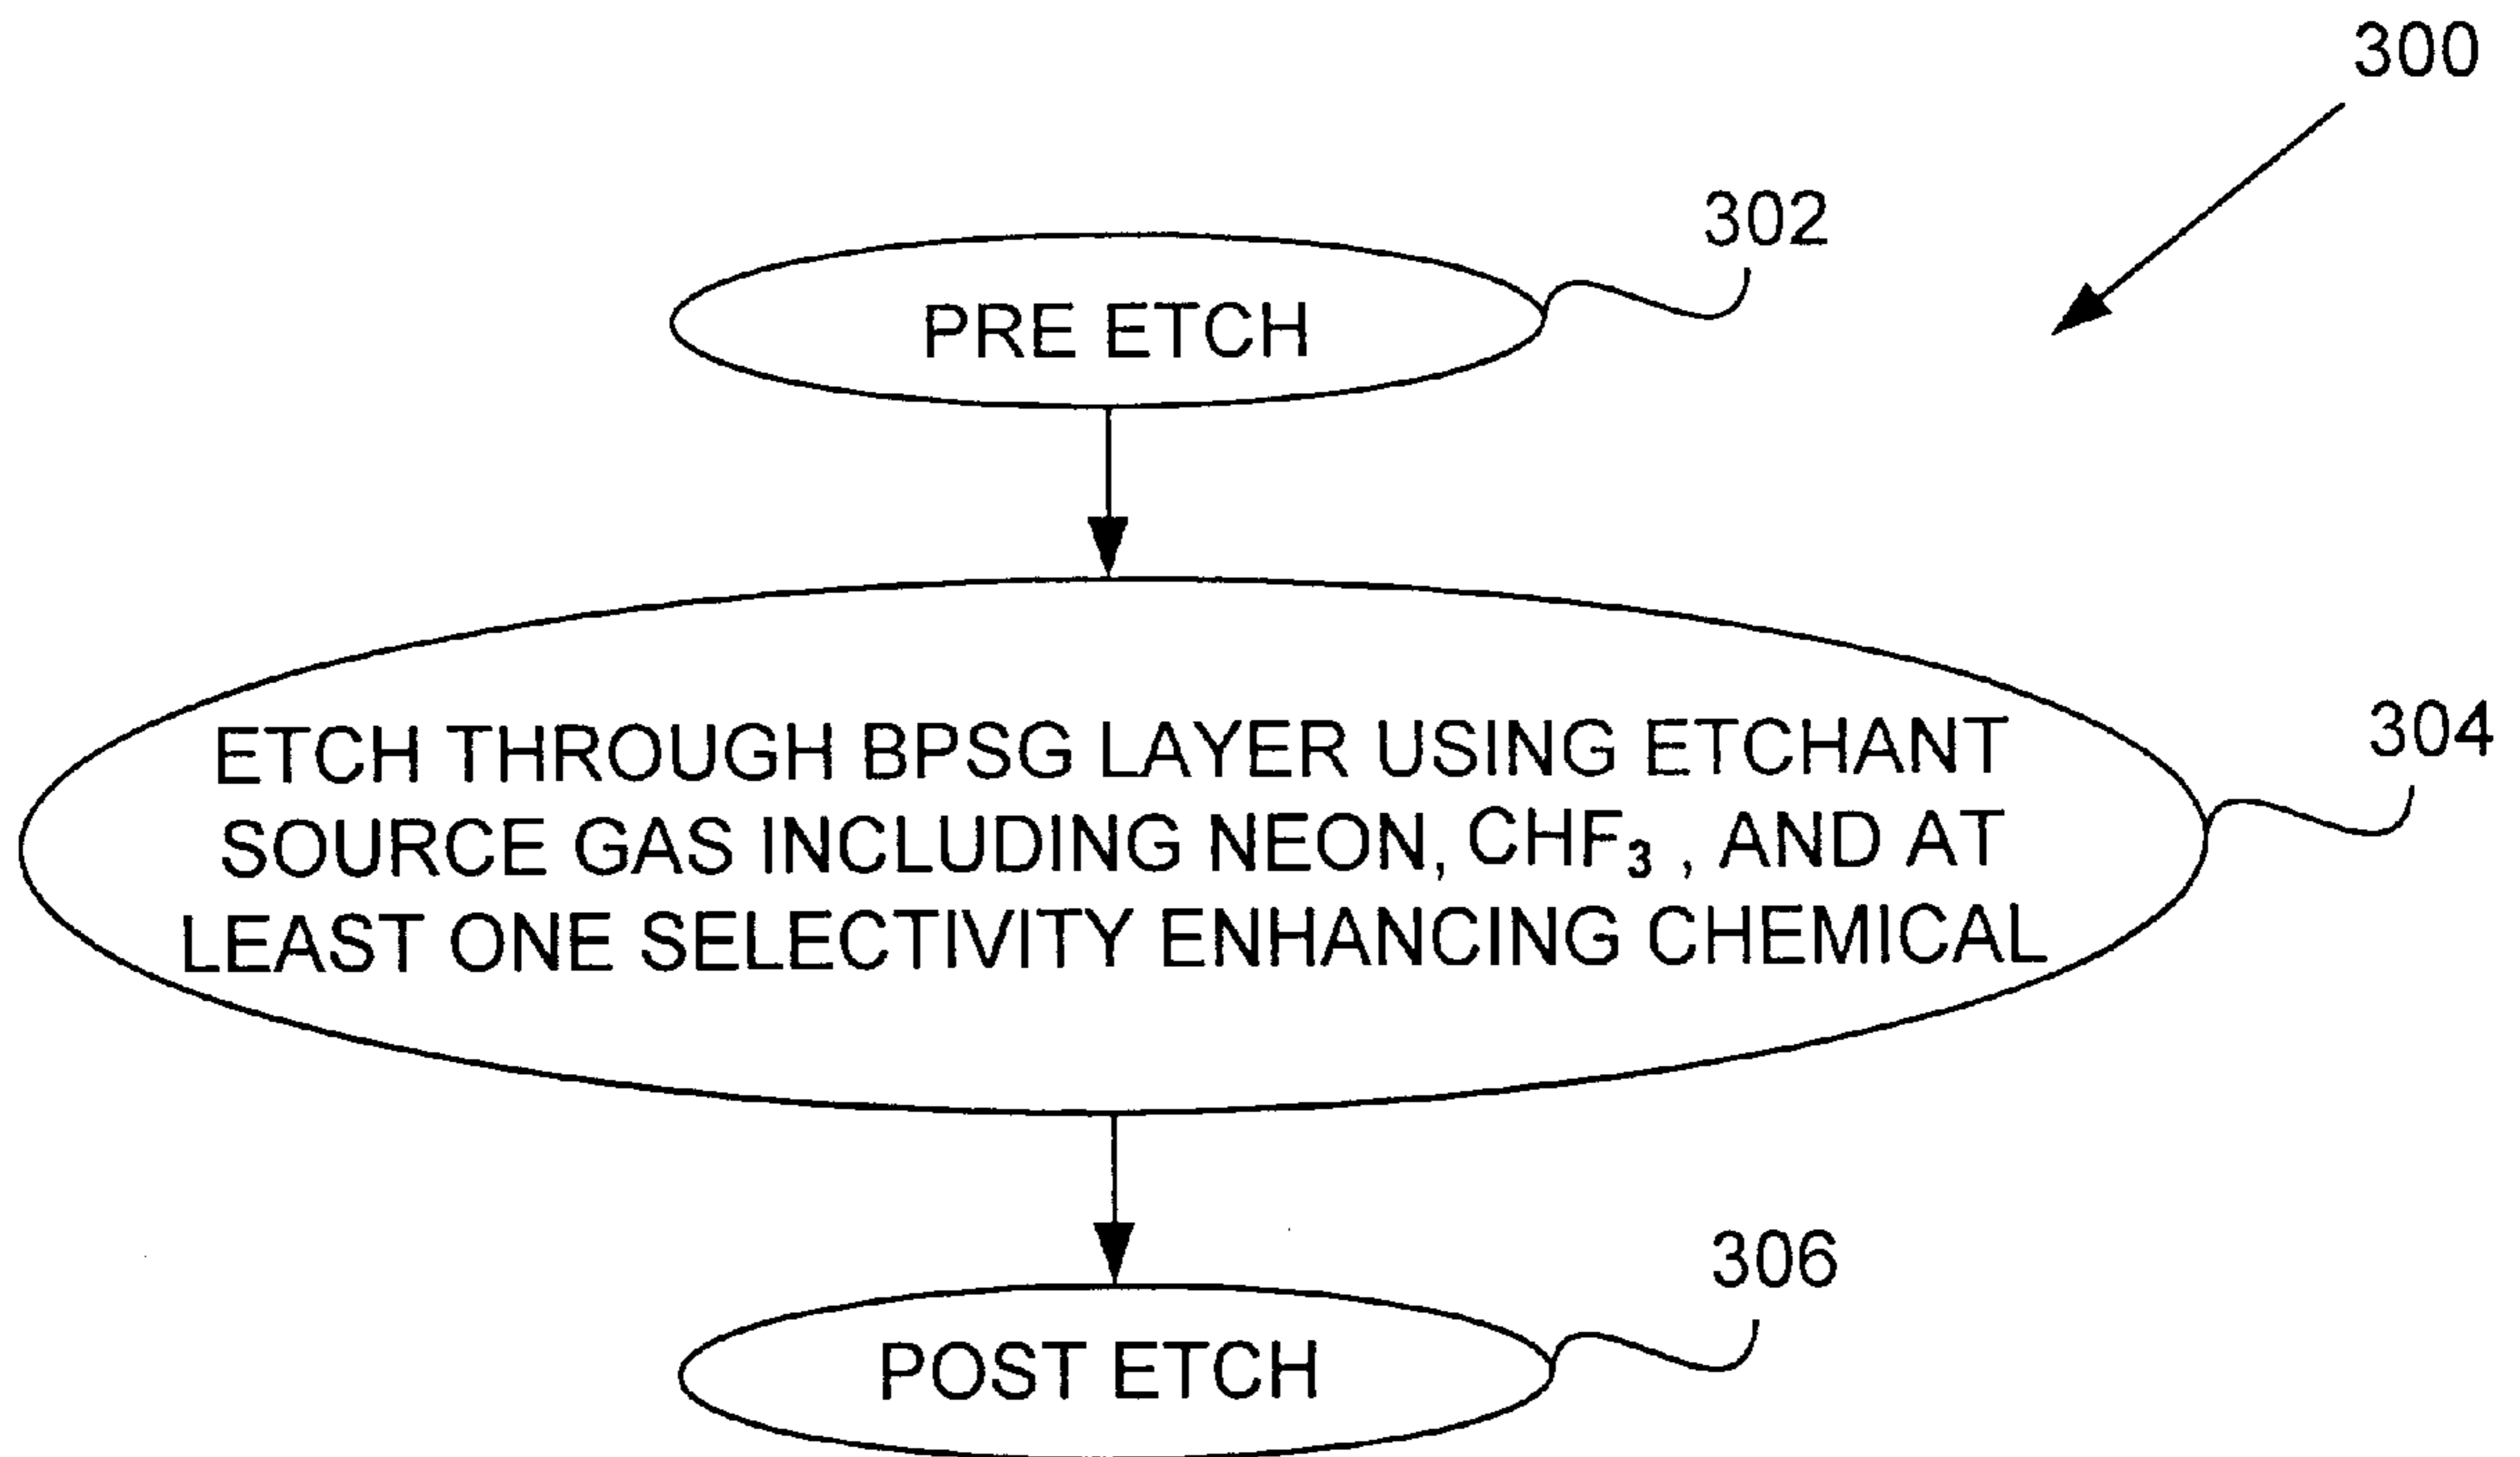 300
302
PRE ETCH
304
ETCH THROUGH BPSG LAYER USING ETCHANT
SOURCE GAS INCLUDING NEON, CHF₃, AND AT
LEAST ONE SELECTIVITY ENHANCING CHEMICAL
306
POST ETCH